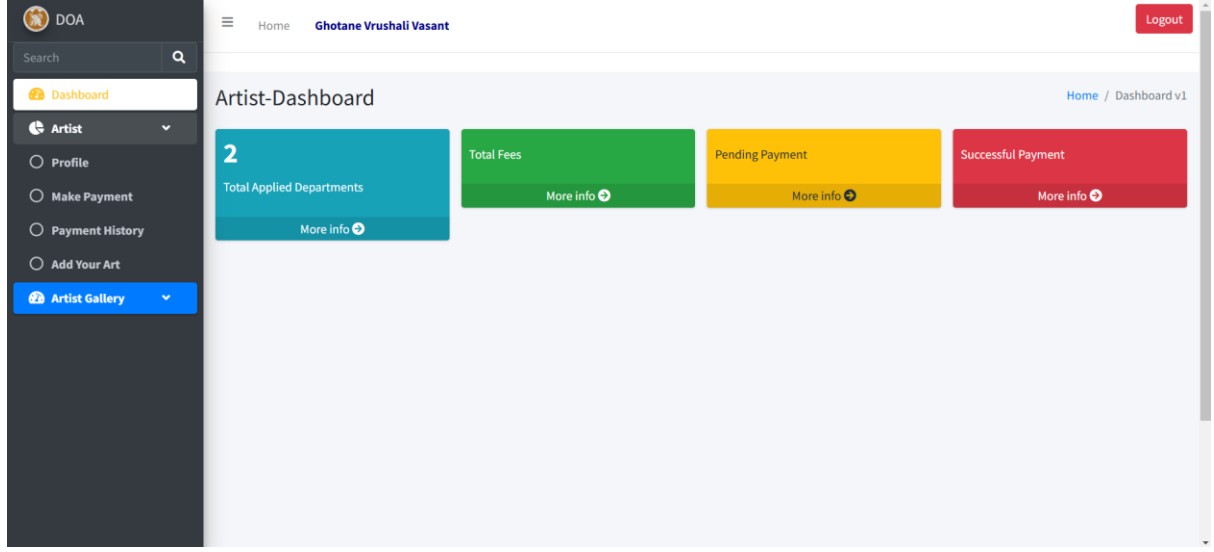 DOA
Search
Dashboard
Artist
Profile
Make Payment
Payment History
Add Your Art
Artist Gallery
Home Ghotane Vrushali Vasant
Logout
Artist-Dashboard
Home / Dashboard v1
2
Total Applied Departments
More info
Total Fees
More info
Pending Payment
More info
Successful Payment
More info